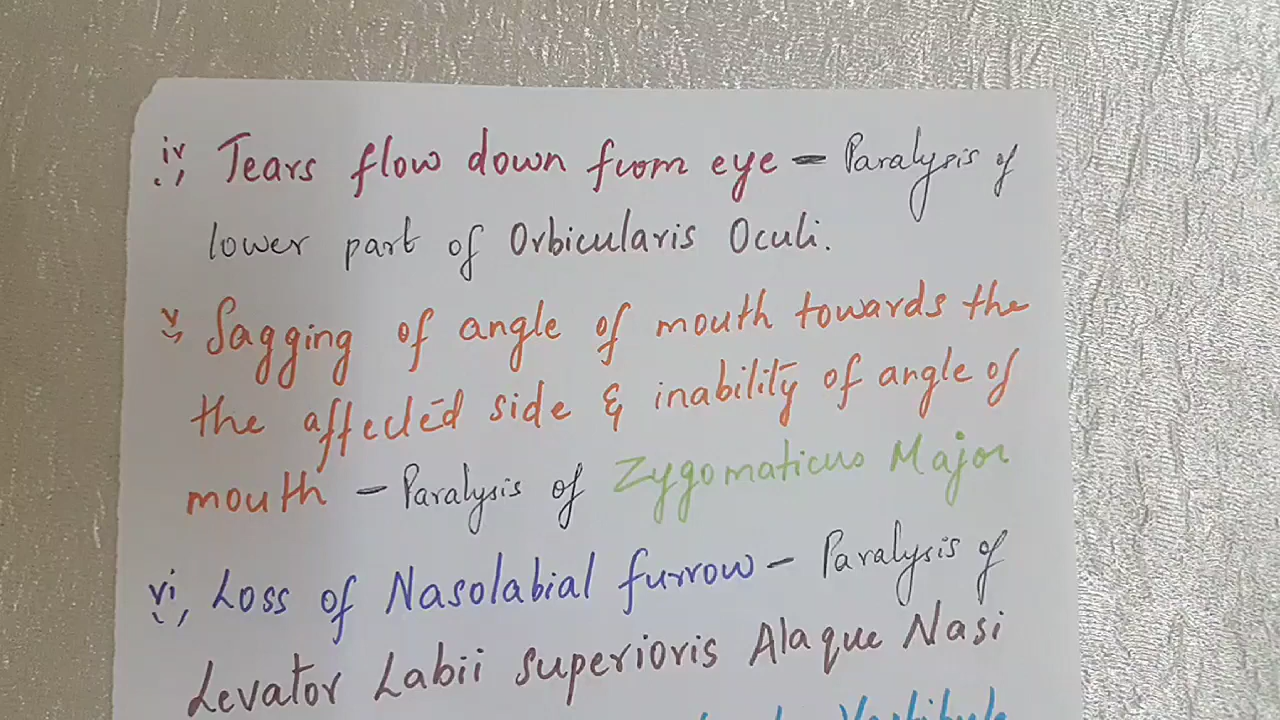 iv, Tears flow down from eye – Paralysis of
lower part of Orbicularis Oculi.
v, Sagging of angle of mouth towards the
the affected side & inability of angle of
mouth – Paralysis of Zygomaticus Major
vi, Loss of Nasolabial furrow – Paralysis of
Levator Labii superioris Alaque Nasi
Vestibule